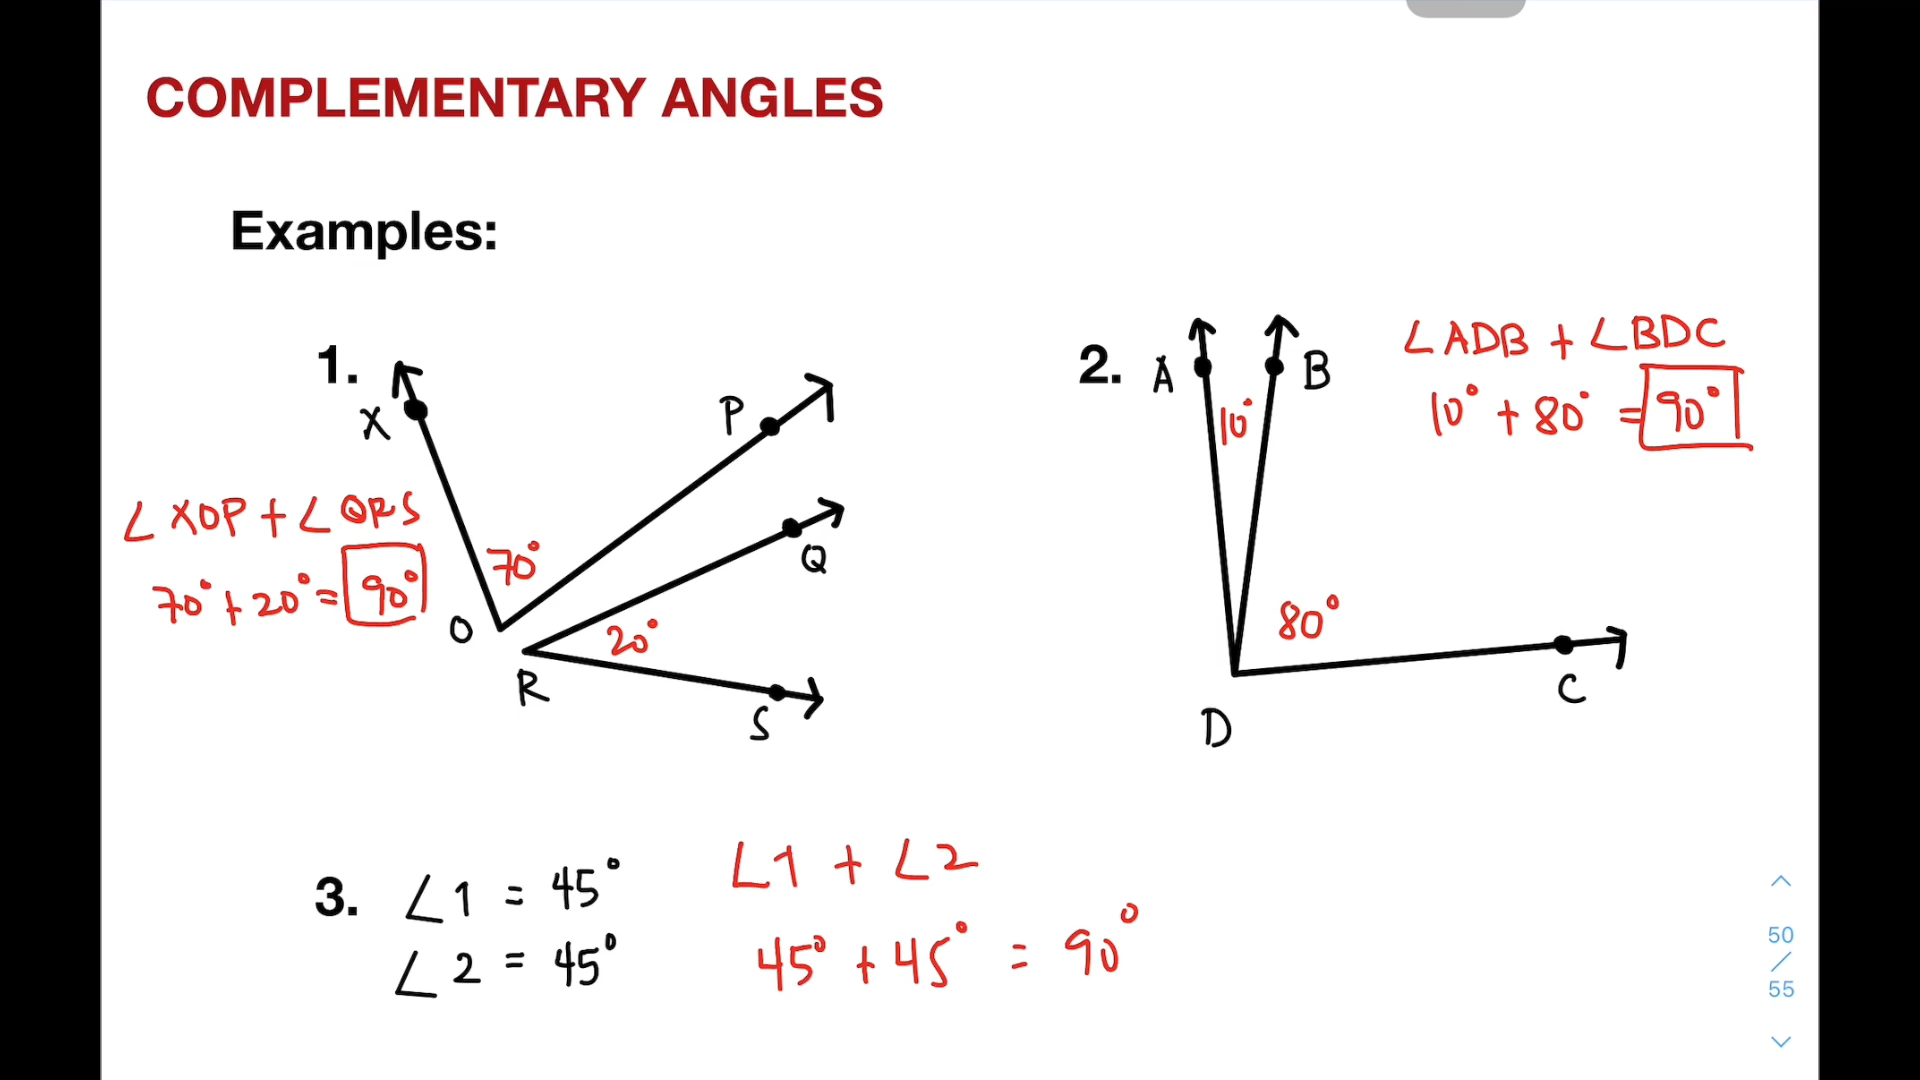 COMPLEMENTARY ANGLES
Examples:
1.
X
P
Q
70°
O
20°
R
S
∠XOP + ∠QRS
70° + 20° = 90°
2.
A
B
10°
80°
C
D
∠ADB + ∠BDC
10° + 80° = 90°
3. ∠1 = 45°
∠2 = 45°
∠1 + ∠2
45° + 45° = 90°
50
/
55